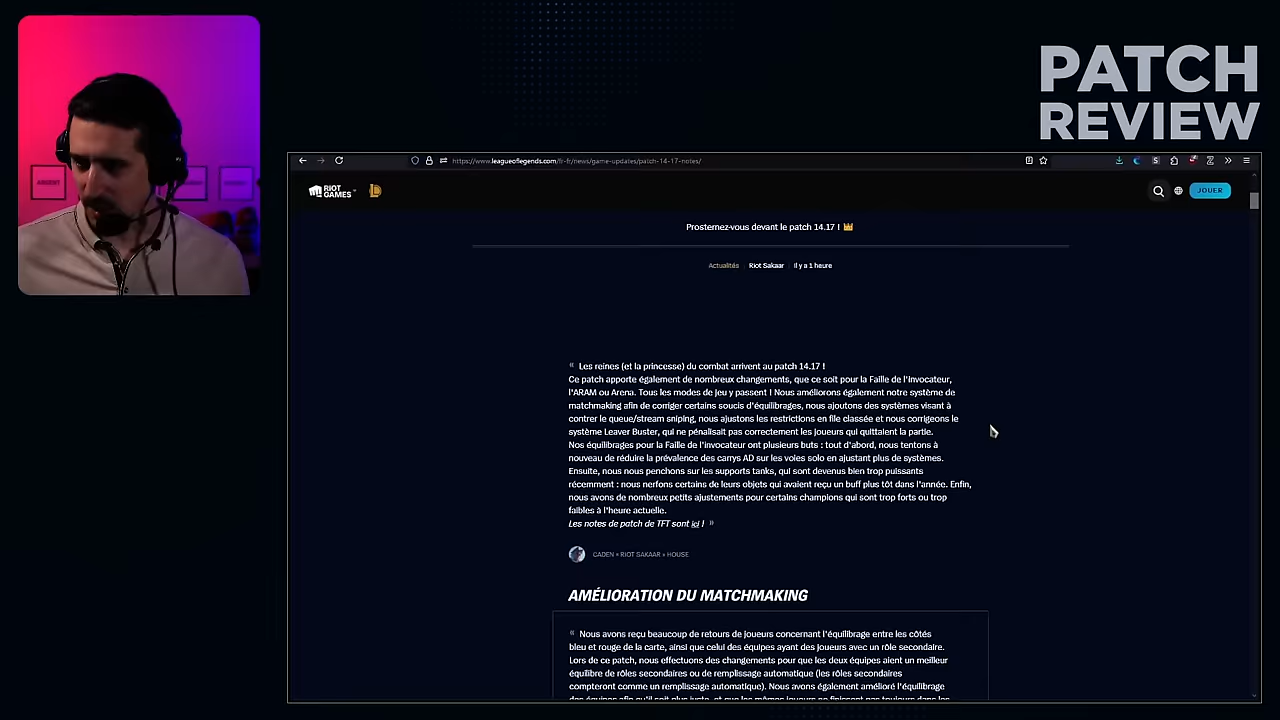 PATCH
REVIEW
https://www.leagueoflegends.com/fr-fr/news/game-updates/patch-14-17-notes/
RIOT
GAMES
JOUER
Prosternez-vous devant le patch 14.17 !
Actualités Riot Sakaar Il y a 1 heure
« Les reines (et la princesse) du combat arrivent au patch 14.17 !
Ce patch apporte également de nombreux changements, que ce soit pour la Faille de l'invocateur,
l'ARAM ou Arena. Tous les modes de jeu y passent ! Nous améliorons également notre système de
matchmaking afin de corriger certains soucis d'équilibrages, nous ajoutons des systèmes visant à
contrer le queue/stream sniping, nous ajustons les restrictions en file classée et nous corrigeons le
système Leaver Buster, qui ne pénalisait pas correctement les joueurs qui quittaient la partie.
Nos équilibrages pour la Faille de l'invocateur ont plusieurs buts : tout d'abord, nous tentons à
nouveau de réduire la prévalence des carrys AD sur les voies solo en ajustant plus de systèmes.
Ensuite, nous nous penchons sur les supports tanks, qui sont devenus bien trop puissants
récemment : nous nerfons certains de leurs objets qui avaient reçu un buff plus tôt dans l'année. Enfin,
nous avons de nombreux petits ajustements pour certains champions qui sont trop forts ou trop
faibles à l'heure actuelle.
Les notes de patch de TFT sont ici ! »
CADEN « RIOT SAKAAR » HOUSE
AMÉLIORATION DU MATCHMAKING
« Nous avons reçu beaucoup de retours de joueurs concernant l'équilibrage entre les côtés
bleu et rouge de la carte, ainsi que celui des équipes ayant des joueurs avec un rôle secondaire.
Lors de ce patch, nous effectuons des changements pour que les deux équipes aient un meilleur
équilibre de rôles secondaires ou de remplissage automatique (les rôles secondaires
compteront comme un remplissage automatique). Nous avons également amélioré l'équilibrage